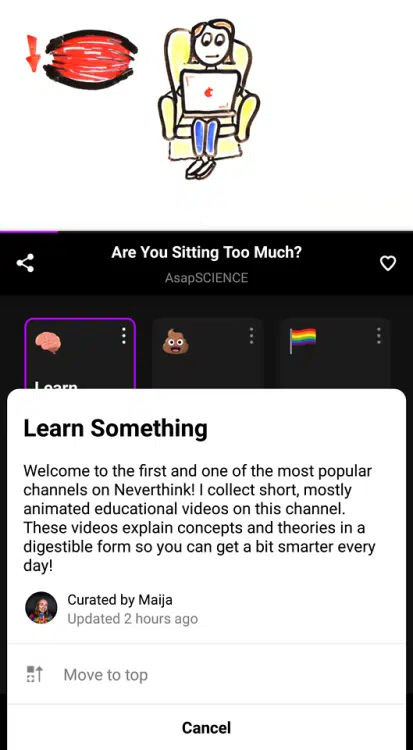 Are You Sitting Too Much?
AsapSCIENCE
Learn
Learn Something
Welcome to the first and one of the most popular
channels on Neverthink! I collect short, mostly
animated educational videos on this channel.
These videos explain concepts and theories in a
digestible form so you can get a bit smarter every
day!
Curated by Maija
Updated 2 hours ago
Move to top
Cancel